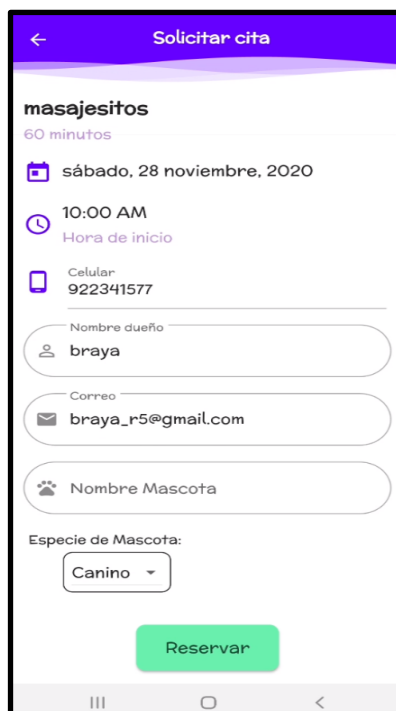 Solicitar cita
masajesitos
60 minutos
sábado, 28 noviembre, 2020
10:00 AM
Hora de inicio
Celular
922341577
Nombre dueño
braya
Correo
braya_r5@gmail.com
Nombre Mascota
Especie de Mascota:
Canino
Reservar